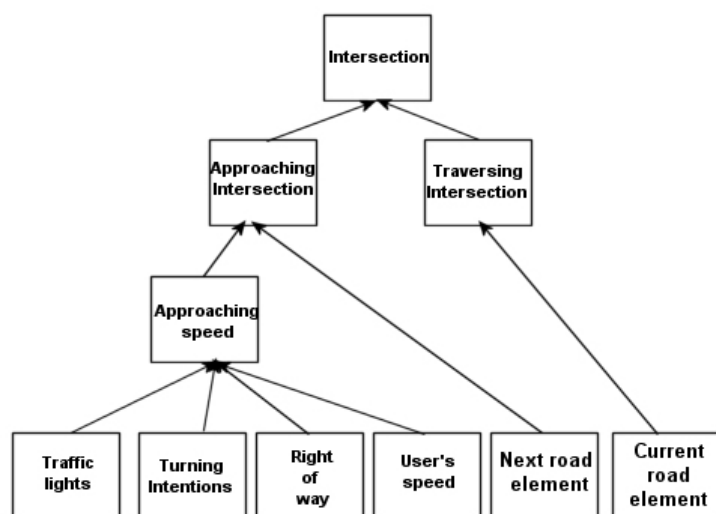 Intersection
Approaching
Intersection
Traversing
Intersection
Approaching
speed
Traffic
lights
Turning
Intentions
Right
of
way
User's
speed
Next road
element
Current
road
element